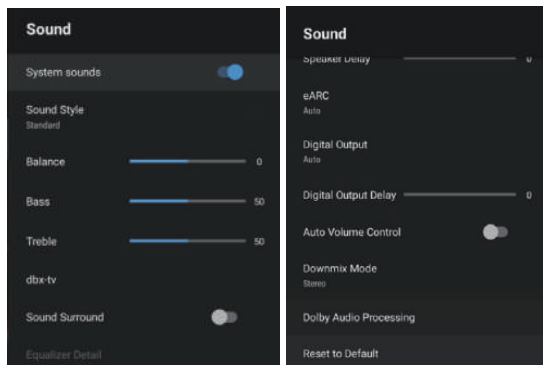 Sound
System sounds
Sound Style
Standard
Balance 0
Bass 50
Treble 50
dbx-tv
Sound Surround
Equalizer Detail
Sound
Speaker Delay 0
eARC
Auto
Digital Output
Auto
Digital Output Delay 0
Auto Volume Control
Downmix Mode
Stereo
Dolby Audio Processing
Reset to Default